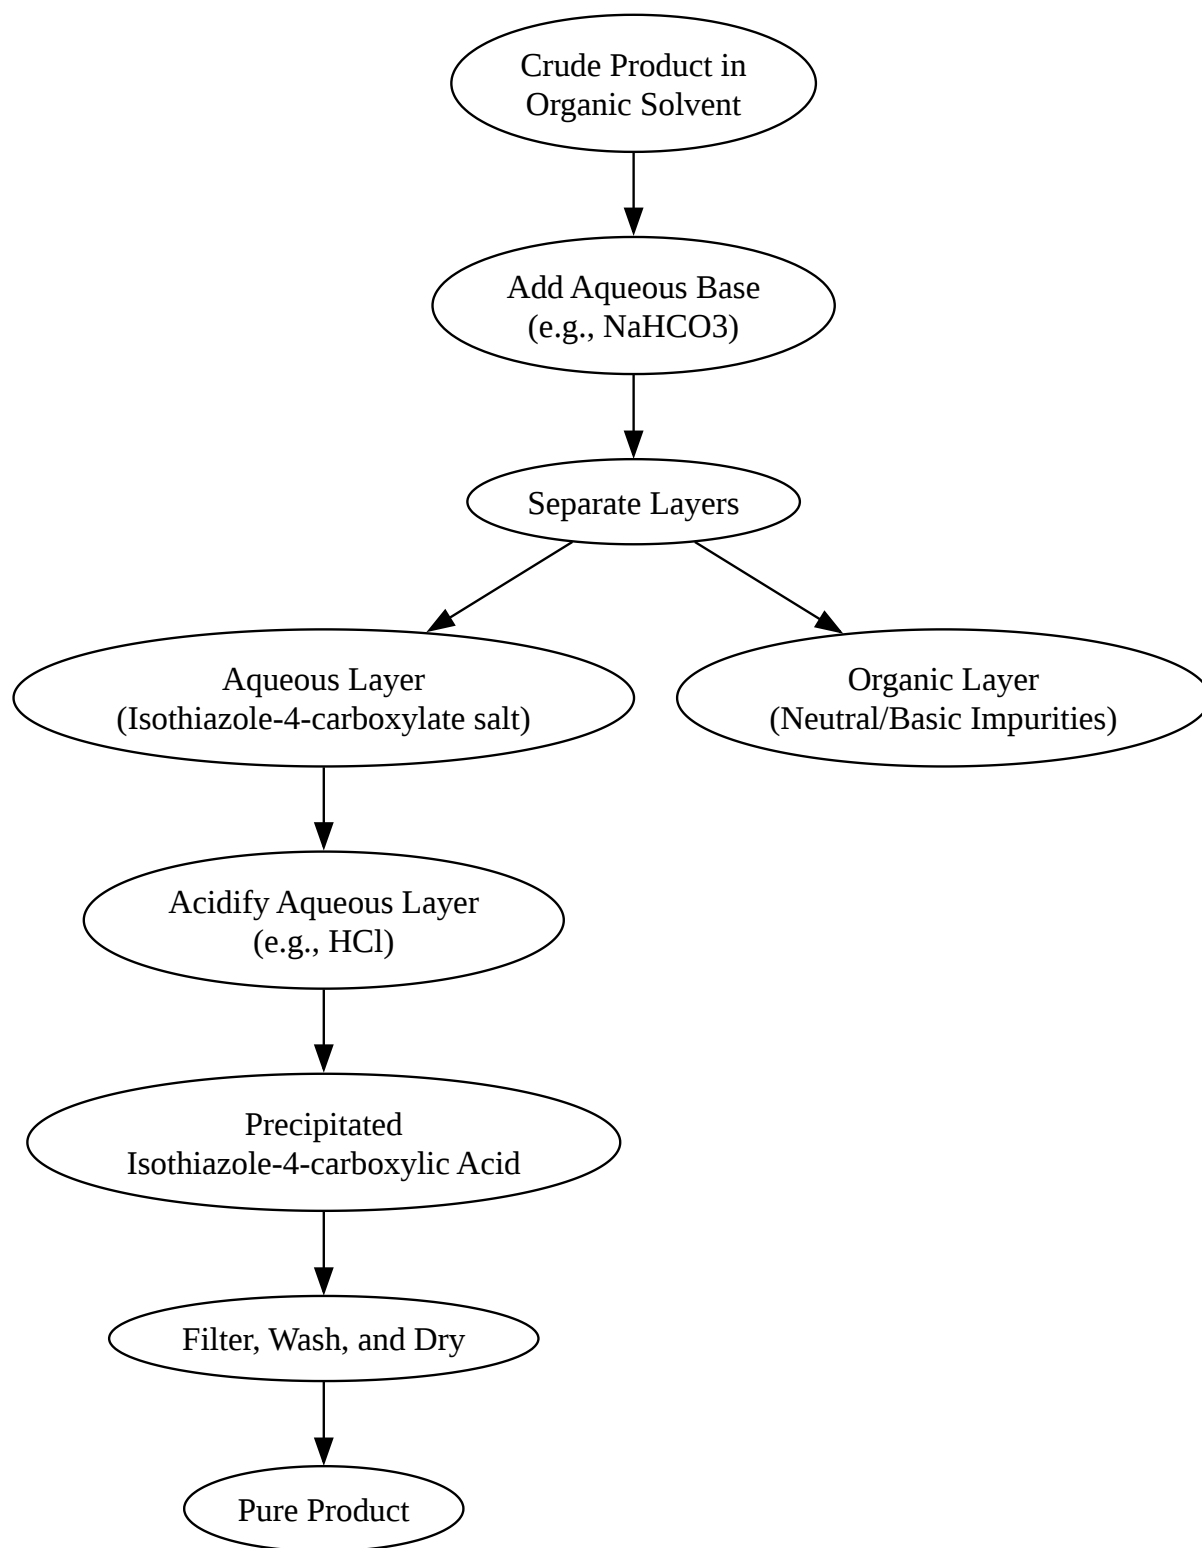 Crude Product in
Organic Solvent
Add Aqueous Base
(e.g., NaHCO3)
Separate Layers
Aqueous Layer
(Isothiazole-4-carboxylate salt)
Organic Layer
(Neutral/Basic Impurities)
Acidify Aqueous Layer
(e.g., HCl)
Precipitated
Isothiazole-4-carboxylic Acid
Filter, Wash, and Dry
Pure Product